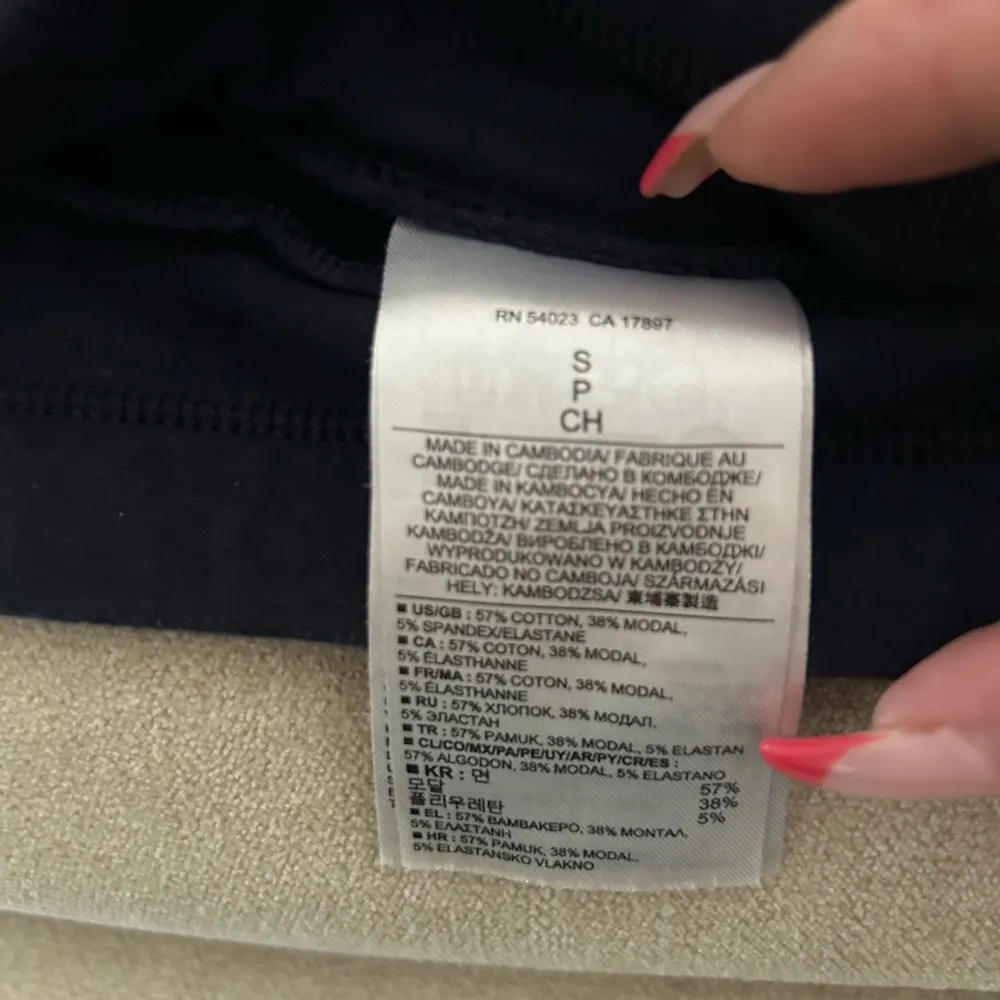 RN 54023 CA 17897
S
P
CH
MADE IN CAMBODIA/ FABRIQUE AU
CAMBODGE/ СДЕЛАНО В КОМБОДЖЕ/
MADE IN KAMBOCYA/ HECHO EN
CAMBOYA/ ΚΑΤΑΣΚΕΥΑΣΤΗΚΕ ΣΤΗΝ
ΚΑΜΠΟΤΖΗ/ ZEMLJA PROIZVODNJE
KAMBODŽA/ ВИРОБЛЕНО В КАМБОДЖІ/
WYPRODUKOWANO W KAMBODŻY/
FABRICADO NO CAMBOJA/ SZÁRMAZÁSI
HELY: KAMBODZSA/ 柬埔寨製造
■ US/GB : 57% COTTON, 38% MODAL,
5% SPANDEX/ELASTANE
■ CA : 57% COTON, 38% MODAL,
5% ÉLASTHANNE
■ FR/MA : 57% COTON, 38% MODAL,
5% ÉLASTHANNE
■ RU : 57% ХЛОПОК, 38% МОДАЛ,
5% ЭЛАСТАН
■ TR : 57% PAMUK, 38% MODAL, 5% ELASTAN
■ CL/CO/MX/PA/PE/UY/AR/PY/CR/ES :
57% ALGODON, 38% MODAL, 5% ELASTANO
■ KR : 면 57%
모달 38%
폴리우레탄 5%
■ EL : 57% ΒΑΜΒΑΚΕΡΟ, 38% ΜΟΝΤΑΛ,
5% ΕΛΑΣΤΑΝΗ
■ HR : 57% PAMUK, 38% MODAL,
5% ELASTANSKO VLAKNO